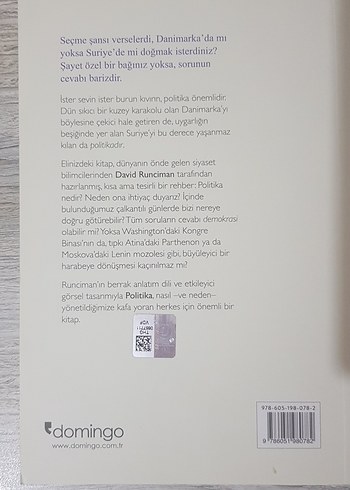 Seçme şansı verselerdi, Danimarka'da mı
yoksa Suriye'de mi doğmak isterdiniz?
Şayet özel bir bağınız yoksa, sorunun
cevabı barizdir.
İster sevin ister burun kıvırın, politika önemlidir.
Dün sıkıcı bir kuzey karakolu olan Danimarka'yı
böylesine çekici hale getiren de, uygarlığın
beşiğinde yer alan Suriye'yi bu derece yaşanmaz
kılan da politikadır.
Elinizdeki kitap, dünyanın önde gelen siyaset
bilimcilerinden David Runciman tarafından
hazırlanmış, kısa ama tesirli bir rehber: Politika
nedir? Neden ona ihtiyaç duyarız? İçinde
bulunduğumuz çalkantılı günlerde bizi nereye
doğru götürebilir? Tüm soruların cevabı demokrasi
olabilir mi? Yoksa Washington'daki Kongre
Binası'nın da, tıpkı Atina'daki Parthenon ya da
Moskova'daki Lenin mozolesi gibi, büyüleyici bir
harabeye dönüşmesi kaçınılmaz mı?
Runciman'ın berrak anlatım dili ve etkileyici
görsel tasarımıyla Politika, nasıl –ve neden–
yönetildiğimize kafa yoran herkes için önemli bir
kitap.
978-605-198-078-2
9 786051 980782
domingo
www.domingo.com.tr